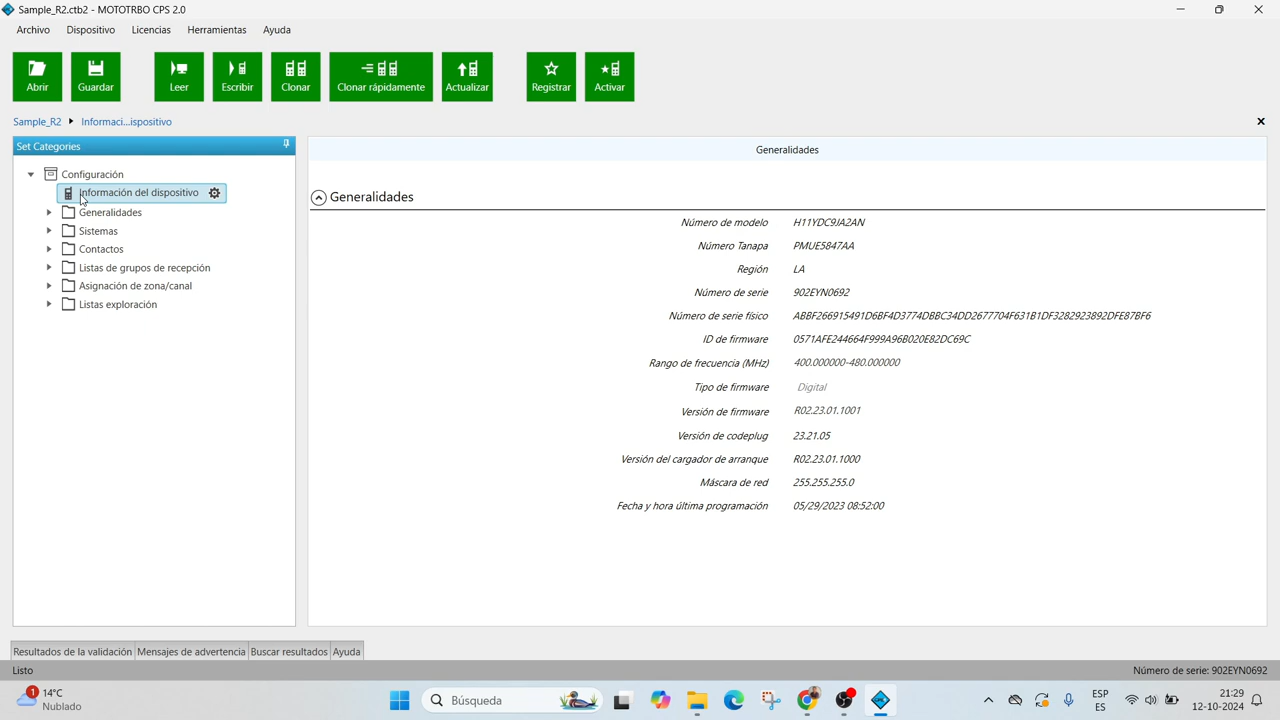 Sample_R2.ctb2 - MOTOTRBO CPS 2.0
Archivo Dispositivo Licencias Herramientas Ayuda
Abrir Guardar Leer Escribir Clonar Clonar rápidamente Actualizar Registrar Activar
Sample_R2 Informaci...ispositivo
Set Categories
Configuración
Información del dispositivo
Generalidades
Sistemas
Contactos
Listas de grupos de recepción
Asignación de zona/canal
Listas exploración
Generalidades
Generalidades
Número de modelo H11YDC9JA2AN
Número Tanapa PMUE5847AA
Región LA
Número de serie 902EYN0692
Número de serie físico ABBF266915491D6BF4D3774DBBC34DD2677704F631B1DF3282923892DFE87BF6
ID de firmware 0571AFE244664F999A96B020E82DC69C
Rango de frecuencia (MHz) 400.000000-480.000000
Tipo de firmware Digital
Versión de firmware R02.23.01.1001
Versión de codeplug 23.21.05
Versión del cargador de arranque R02.23.01.1000
Máscara de red 255.255.255.0
Fecha y hora última programación 05/29/2023 08:52:00
Resultados de la validación Mensajes de advertencia Buscar resultados Ayuda
Listo Número de serie: 902EYN0692
1 14°C
Nublado
Búsqueda
ESP
ES
21:29
12-10-2024